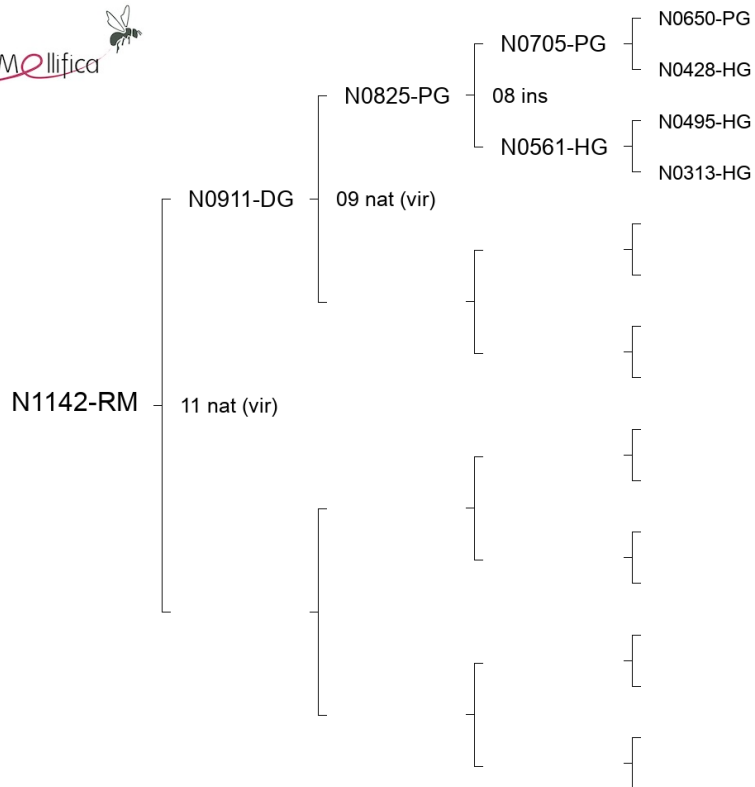 Mellifica
N0650-PG
N0705-PG
N0428-HG
N0825-PG
08 ins
N0495-HG
N0561-HG
N0313-HG
N0911-DG
09 nat (vir)
N1142-RM
11 nat (vir)